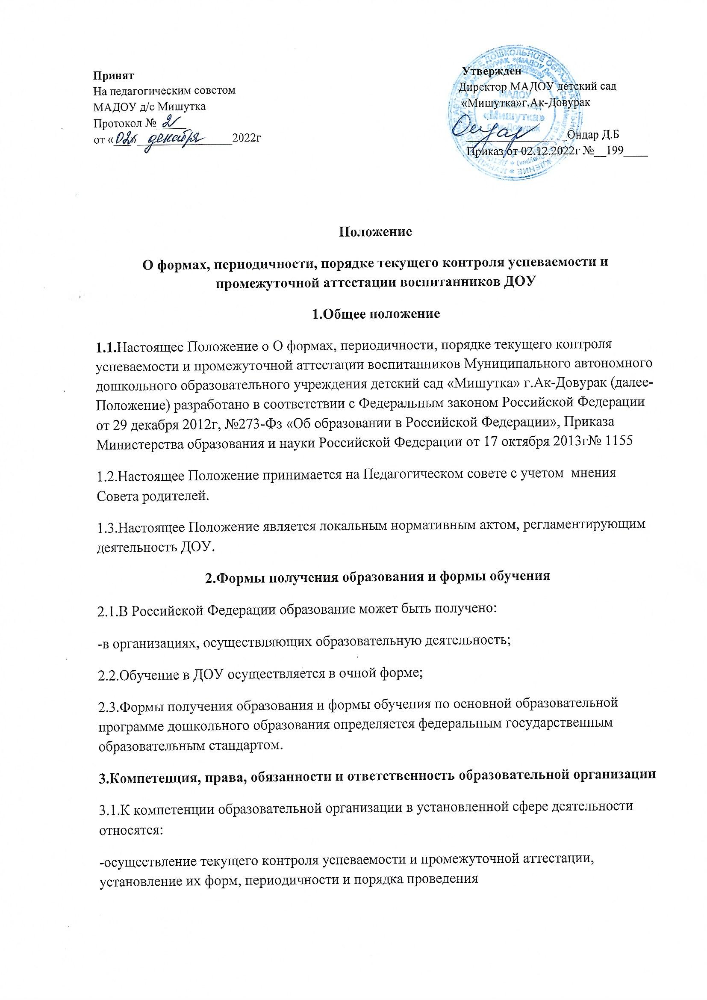 Принят
На педагогическим советом
МАДОУ д/с Мишутка
Протокол №__2__
от «02» декабря 2022г
Утвержден
Директор МАДОУ детский сад
«Мишутка»г.Ак-Довурак
Ондар Д.Б
Приказ от 02.12.2022г №__199____
МАДОУ
«Мишутка»
г. Ак-Довурак
Положение
О формах, периодичности, порядке текущего контроля успеваемости и
промежуточной аттестации воспитанников ДОУ
1.Общее положение
1.1.Настоящее Положение о О формах, периодичности, порядке текущего контроля
успеваемости и промежуточной аттестации воспитанников Муниципального автономного
дошкольного образовательного учреждения детский сад «Мишутка» г.Ак-Довурак (далее-
Положение) разработано в соответствии с Федеральным законом Российской Федерации
от 29 декабря 2012г, №273-Фз «Об образовании в Российской Федерации», Приказа
Министерства образования и науки Российской Федерации от 17 октября 2013г№ 1155
1.2.Настоящее Положение принимается на Педагогическом совете с учетом  мнения
Совета родителей.
1.3.Настоящее Положение является локальным нормативным актом, регламентирующим
деятельность ДОУ.
2.Формы получения образования и формы обучения
2.1.В Российской Федерации образование может быть получено:
-в организациях, осуществляющих образовательную деятельность;
2.2.Обучение в ДОУ осуществляется в очной форме;
2.3.Формы получения образования и формы обучения по основной образовательной
программе дошкольного образования определяется федеральным государственным
образовательным стандартом.
3.Компетенция, права, обязанности и ответственность образовательной организации
3.1.К компетенции образовательной организации в установленной сфере деятельности
относятся:
-осуществление текущего контроля успеваемости и промежуточной аттестации,
установление их форм, периодичности и порядка проведения